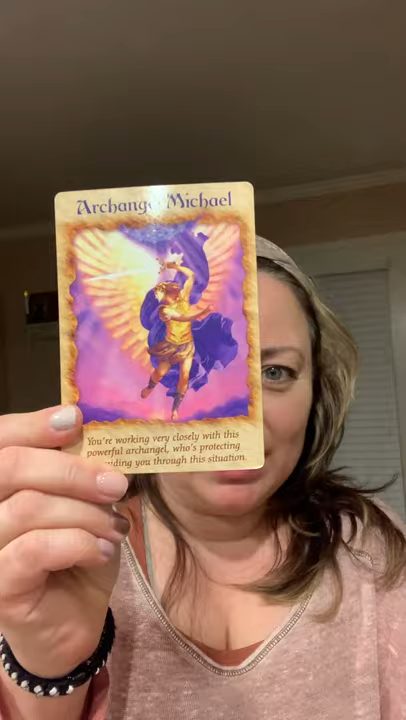 Archangel Michael
You're working very closely with this
powerful archangel, who's protecting
guiding you through this situation.